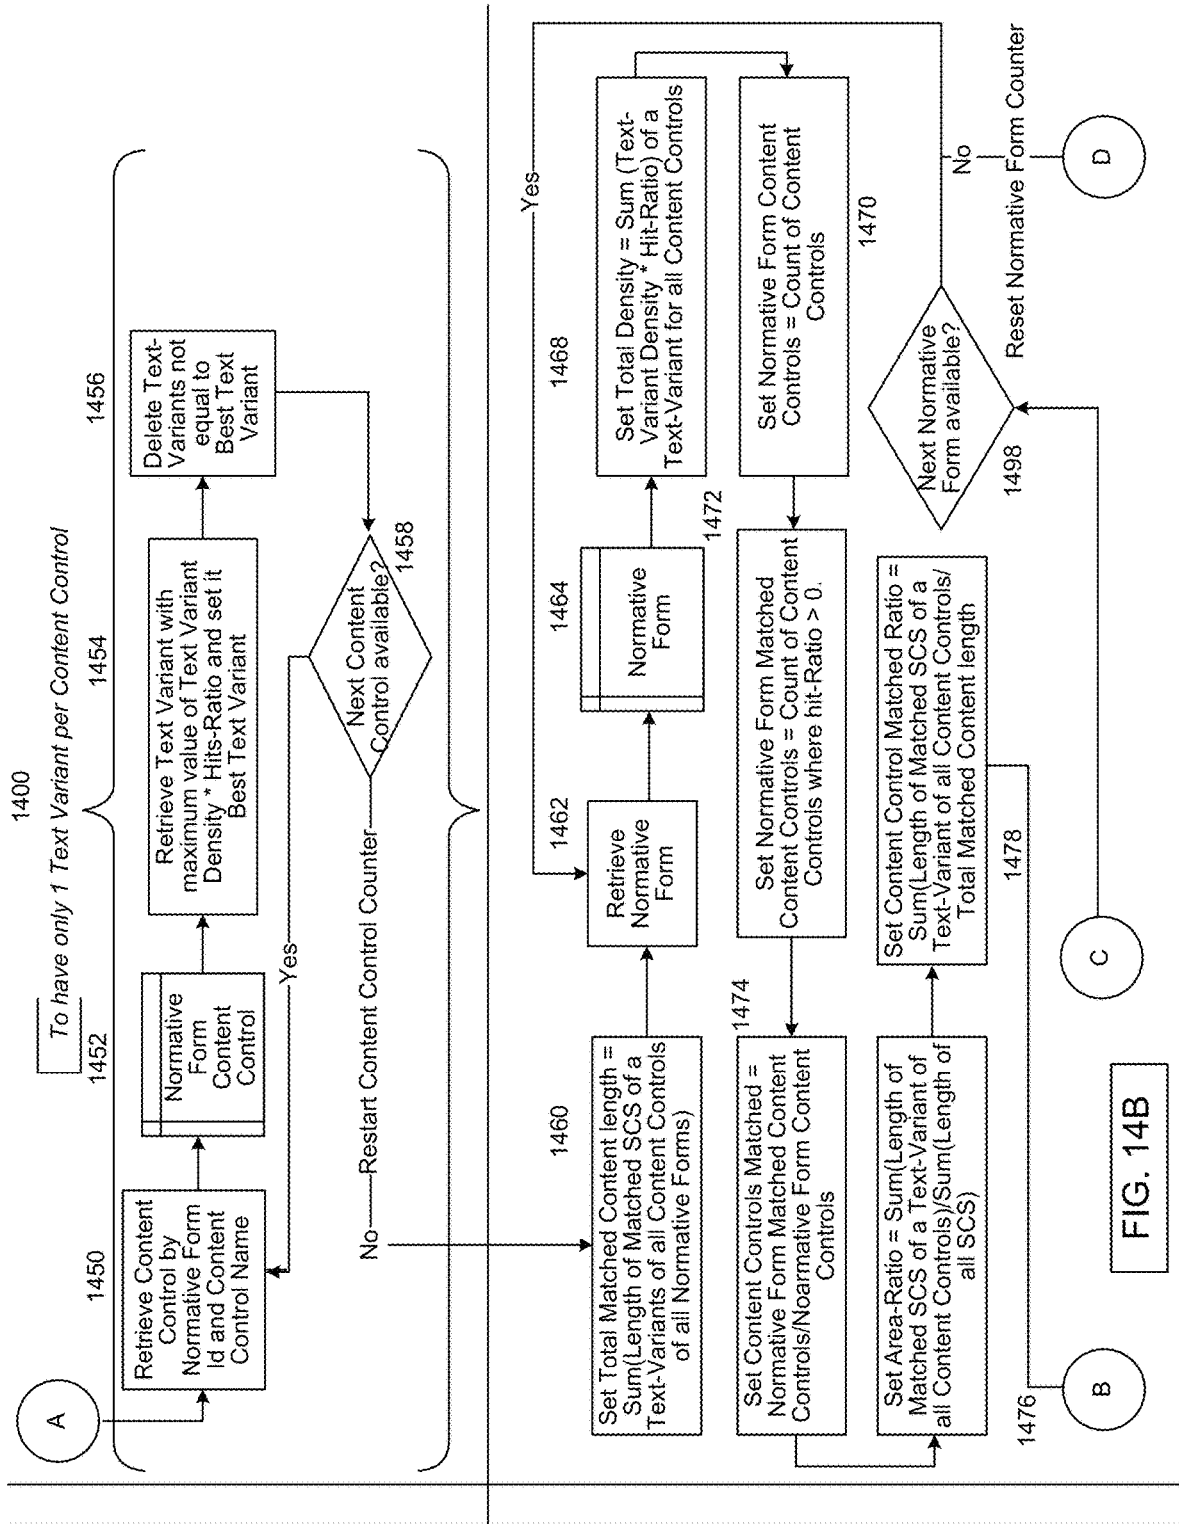 1400
To have only 1 Text Variant per Content Control
A
1450
Retrieve Content
Control by
Normative Form
Id and Content
Control Name
1452
Normative
Form
Content
Control
1454
Retrieve Text Variant with
maximum value of Text Variant
Density * Hits-Ratio and set it
Best Text Variant
1456
Delete Text-
Variants not
equal to
Best Text
Variant
1458
Next Content
Control available?
Yes
No
Restart Content Control Counter
1460
Set Total Matched Content length =
Sum(Length of Matched SCS of a
Text-Variants of all Content Controls
of all Normative Forms)
1462
Retrieve
Normative
Form
1464
Normative
Form
1468
Set Total Density = Sum (Text-
Variant Density * Hit-Ratio) of a
Text-Variant for all Content Controls
1470
Set Normative Form Content
Controls = Count of Content
Controls
1472
Set Normative Form Matched
Content Controls = Count of Content
Controls where hit-Ratio > 0.
1474
Set Content Controls Matched =
Normative Form Matched Content
Controls/Noarmative Form Content
Controls
1476
Set Area-Ratio = Sum(Length of
Matched SCS of a Text-Variant of
all Content Controls)/Sum(Length of
all SCS)
1478
Set Content Control Matched Ratio =
Sum(Length of Matched SCS of a
Text-Variant of all Content Controls/
Total Matched Content length
B
C
1498
Next Normative
Form available?
Yes
No
Reset Normative Form Counter
D
FIG. 14B